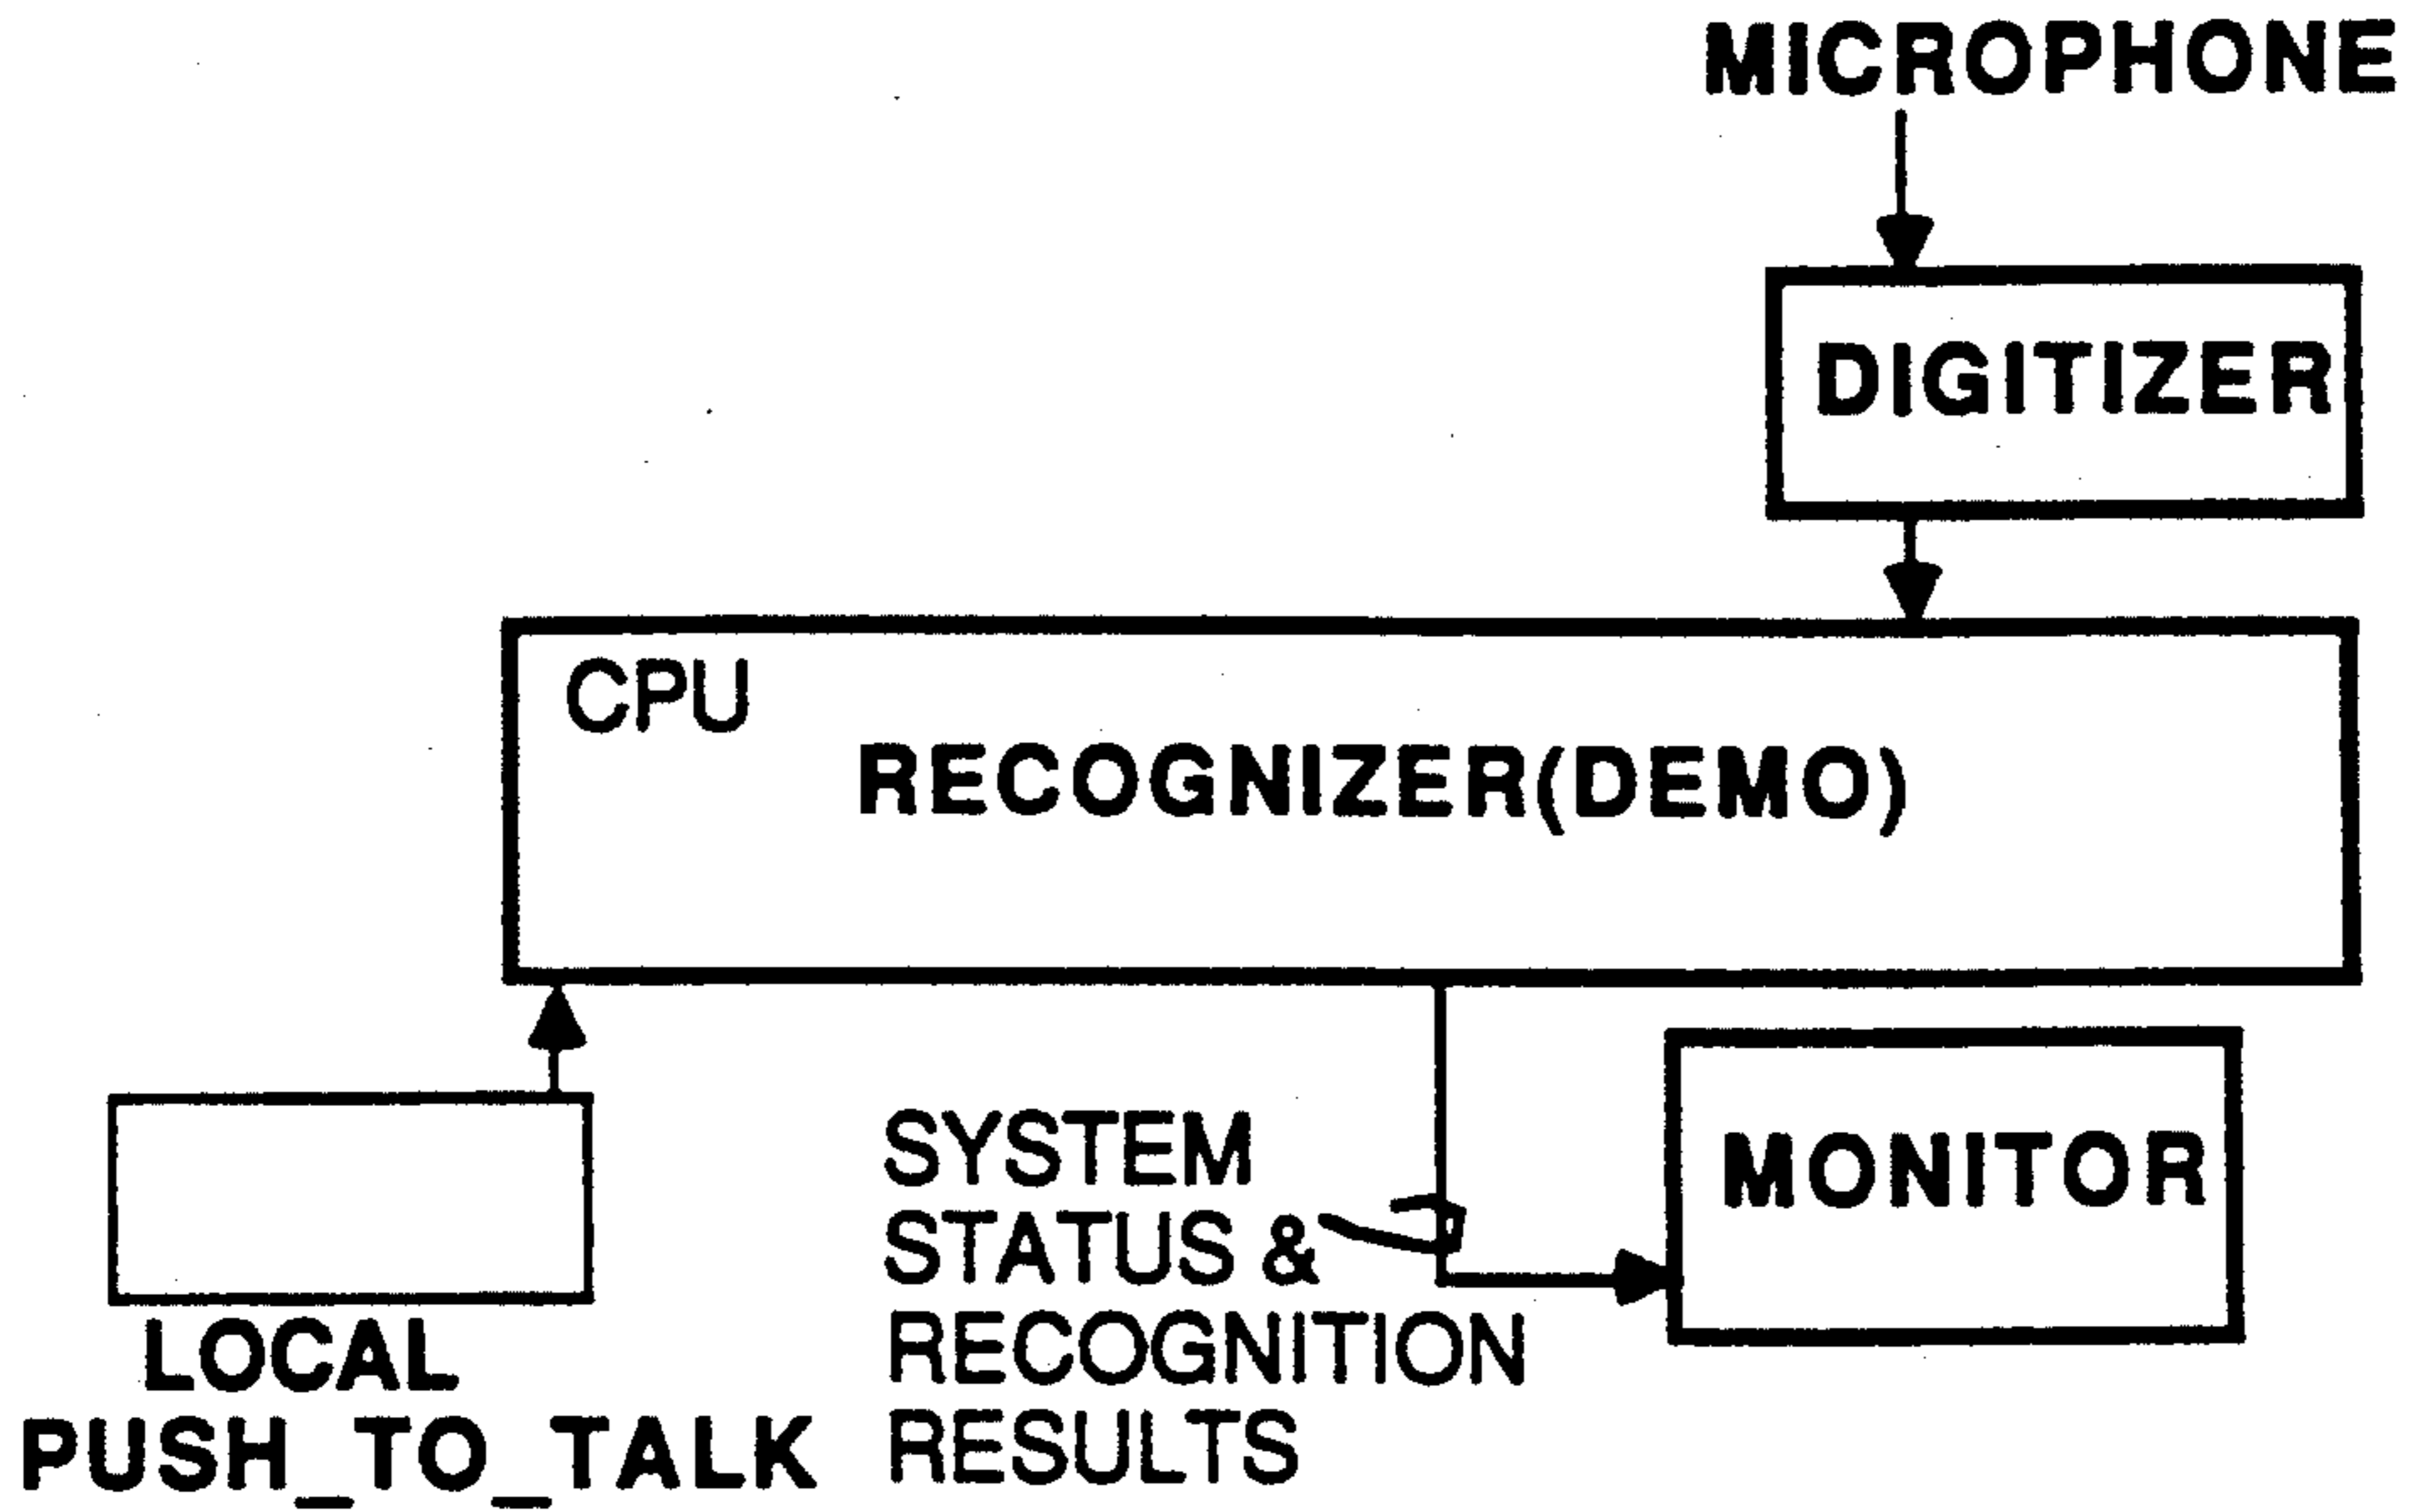 MICROPHONE
DIGITIZER
CPU
RECOGNIZER(DEMO)
SYSTEM
STATUS &
RECOGNITION
RESULTS
MONITOR
LOCAL
PUSH_TO_TALK